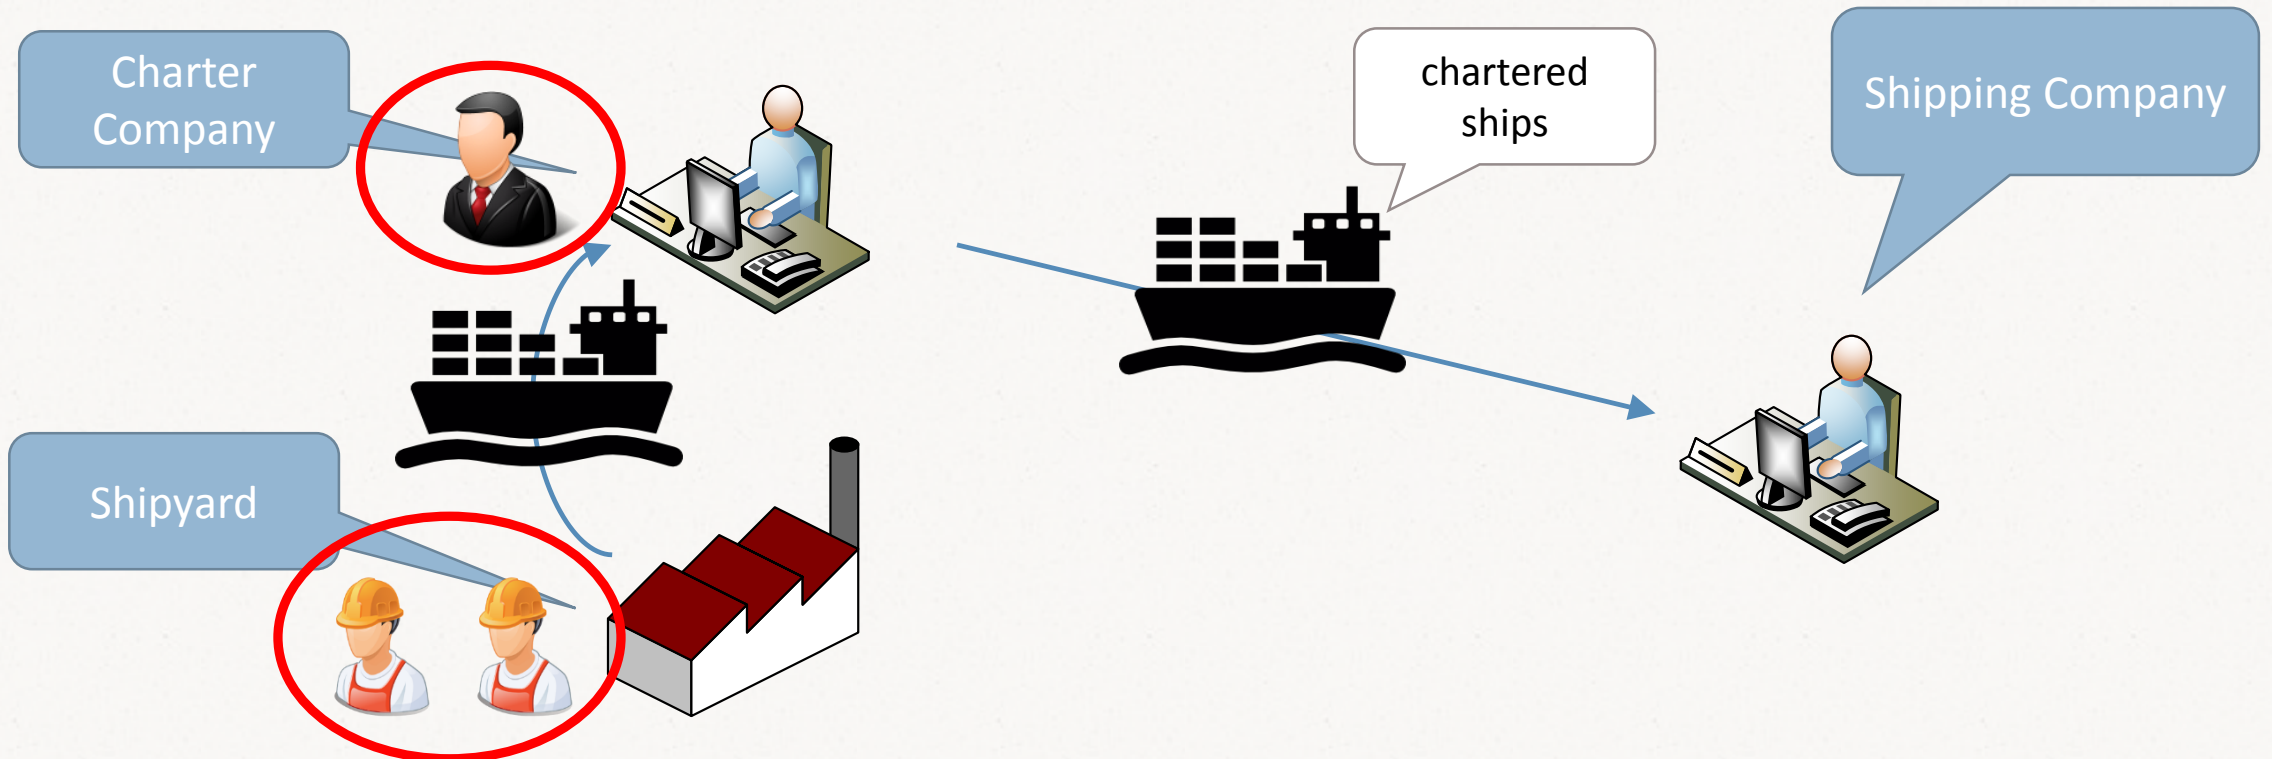 Charter
Company
chartered
ships
Shipping Company
Shipyard